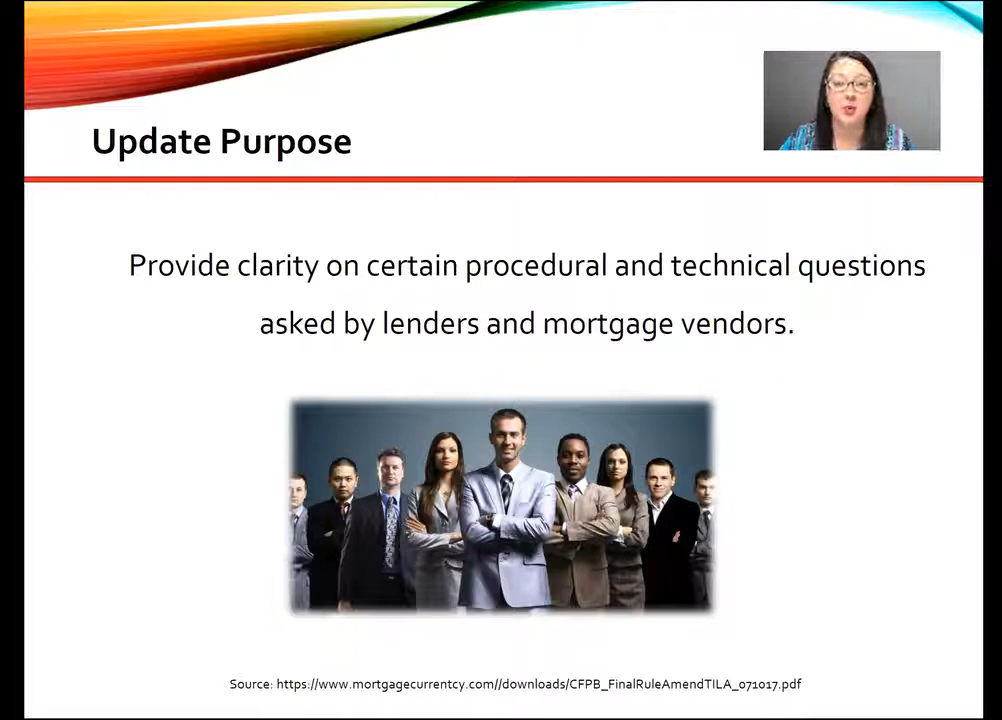 Update Purpose
Provide clarity on certain procedural and technical questions
asked by lenders and mortgage vendors.
Source: https://www.mortgagecurrentcy.com//downloads/CFPB_FinalRuleAmendTILA_071017.pdf